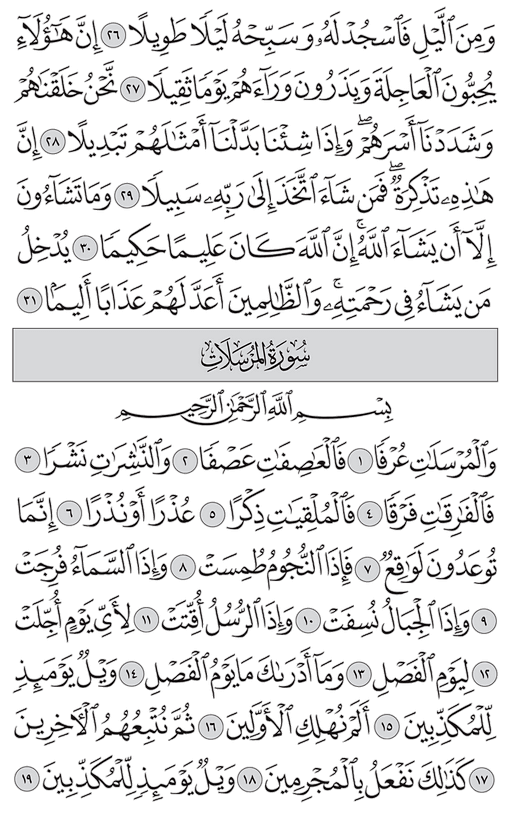 وَمِنَ ٱلَّيۡلِ فَٱسۡجُدۡ لَهُۥ وَسَبِّحۡهُ لَيۡلٗا طَوِيلًا ٢٦ إِنَّ هَٰٓؤُلَآءِ
يُحِبُّونَ ٱلۡعَاجِلَةَ وَيَذَرُونَ وَرَآءَهُمۡ يَوۡمٗا ثَقِيلٗا ٢٧ نَّحۡنُ خَلَقۡنَٰهُمۡ
وَشَدَدۡنَآ أَسۡرَهُمۡۖ وَإِذَا شِئۡنَا بَدَّلۡنَآ أَمۡثَٰلَهُمۡ تَبۡدِيلًا ٢٨ إِنَّ
هَٰذِهِۦ تَذۡكِرَةٞۖ فَمَن شَآءَ ٱتَّخَذَ إِلَىٰ رَبِّهِۦ سَبِيلٗا ٢٩ وَمَا تَشَآءُونَ
إِلَّآ أَن يَشَآءَ ٱللَّهُۚ إِنَّ ٱللَّهَ كَانَ عَلِيمًا حَكِيمٗا ٣٠ يُدۡخِلُ
مَن يَشَآءُ فِي رَحۡمَتِهِۦۚ وَٱلظَّٰلِمِينَ أَعَدَّ لَهُمۡ عَذَابًا أَلِيمَۢا ٣١
سُورَةُ المُرۡسَلَاتِ
بِسۡمِ ٱللَّهِ ٱلرَّحۡمَٰنِ ٱلرَّحِيمِ
وَٱلۡمُرۡسَلَٰتِ عُرۡفٗا ١ فَٱلۡعَٰصِفَٰتِ عَصۡفٗا ٢ وَٱلنَّٰشِرَٰتِ نَشۡرٗا ٣
فَٱلۡفَٰرِقَٰتِ فَرۡقٗا ٤ فَٱلۡمُلۡقِيَٰتِ ذِكۡرًا ٥ عُذۡرًا أَوۡ نُذۡرًا ٦ إِنَّمَا
تُوعَدُونَ لَوَٰقِعٞ ٧ فَإِذَا ٱلنُّجُومُ طُمِسَتۡ ٨ وَإِذَا ٱلسَّمَآءُ فُرِجَتۡ
٩ وَإِذَا ٱلۡجِبَالُ نُسِفَتۡ ١٠ وَإِذَا ٱلرُّسُلُ أُقِّتَتۡ ١١ لِأَيِّ يَوۡمٍ أُجِّلَتۡ
١٢ لِيَوۡمِ ٱلۡفَصۡلِ ١٣ وَمَآ أَدۡرَىٰكَ مَا يَوۡمُ ٱلۡفَصۡلِ ١٤ وَيۡلٞ يَوۡمَئِذٖ
لِّلۡمُكَذِّبِينَ ١٥ أَلَمۡ نُهۡلِكِ ٱلۡأَوَّلِينَ ١٦ ثُمَّ نُتۡبِعُهُمُ ٱلۡأٓخِرِينَ
١٧ كَذَٰلِكَ نَفۡعَلُ بِٱلۡمُجۡرِمِينَ ١٨ وَيۡلٞ يَوۡمَئِذٖ لِّلۡمُكَذِّبِينَ ١٩